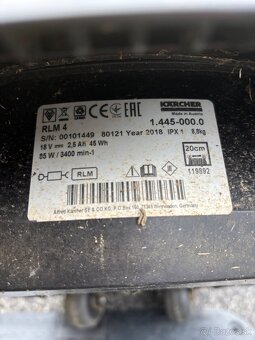 KÄRCHER
Made in Austria
RLM 4
1.445-000.0
S/N: 00101449 80121 Year 2018 IPX 1 8,8kg
18 V 2,5 Ah 45 Wh
85 W / 3400 min-1
20cm
RLM
119892
Alfred Kärcher SE & CO KG, P.O Box 160, 71349 Winnenden, Germany